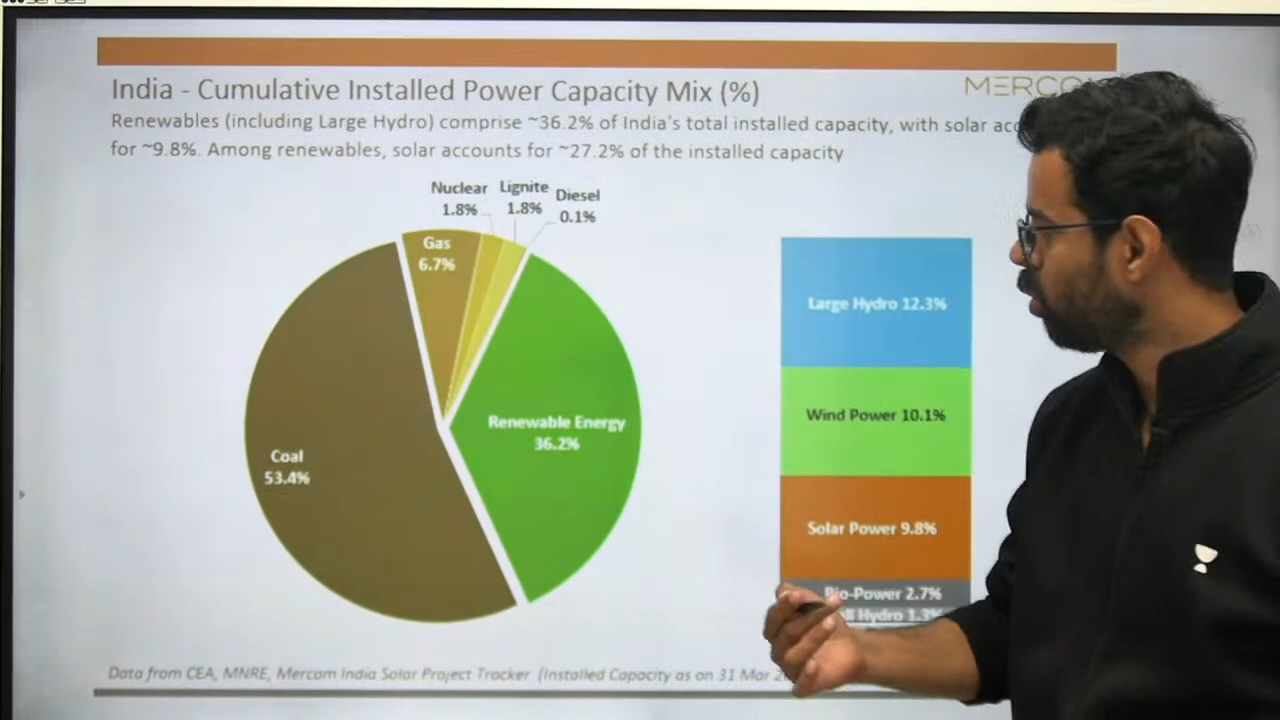 India - Cumulative Installed Power Capacity Mix (%)
Renewables (including Large Hydro) comprise ~36.2% of India's total installed capacity, with solar
for ~9.8%. Among renewables, solar accounts for ~27.2% of the installed capacity
Nuclear
1.8%
Lignite
1.8%
Diesel
0.1%
Gas
6.7%
Coal
53.4%
Renewable Energy
36.2%
Large Hydro 12.3%
Wind Power 10.1%
Solar Power 9.8%
Bio-Power 2.7%
Hydro 1.3%
Data from CEA, MNRE, Mercom India Solar Project Tracker (Installed Capacity as on 31 Mar